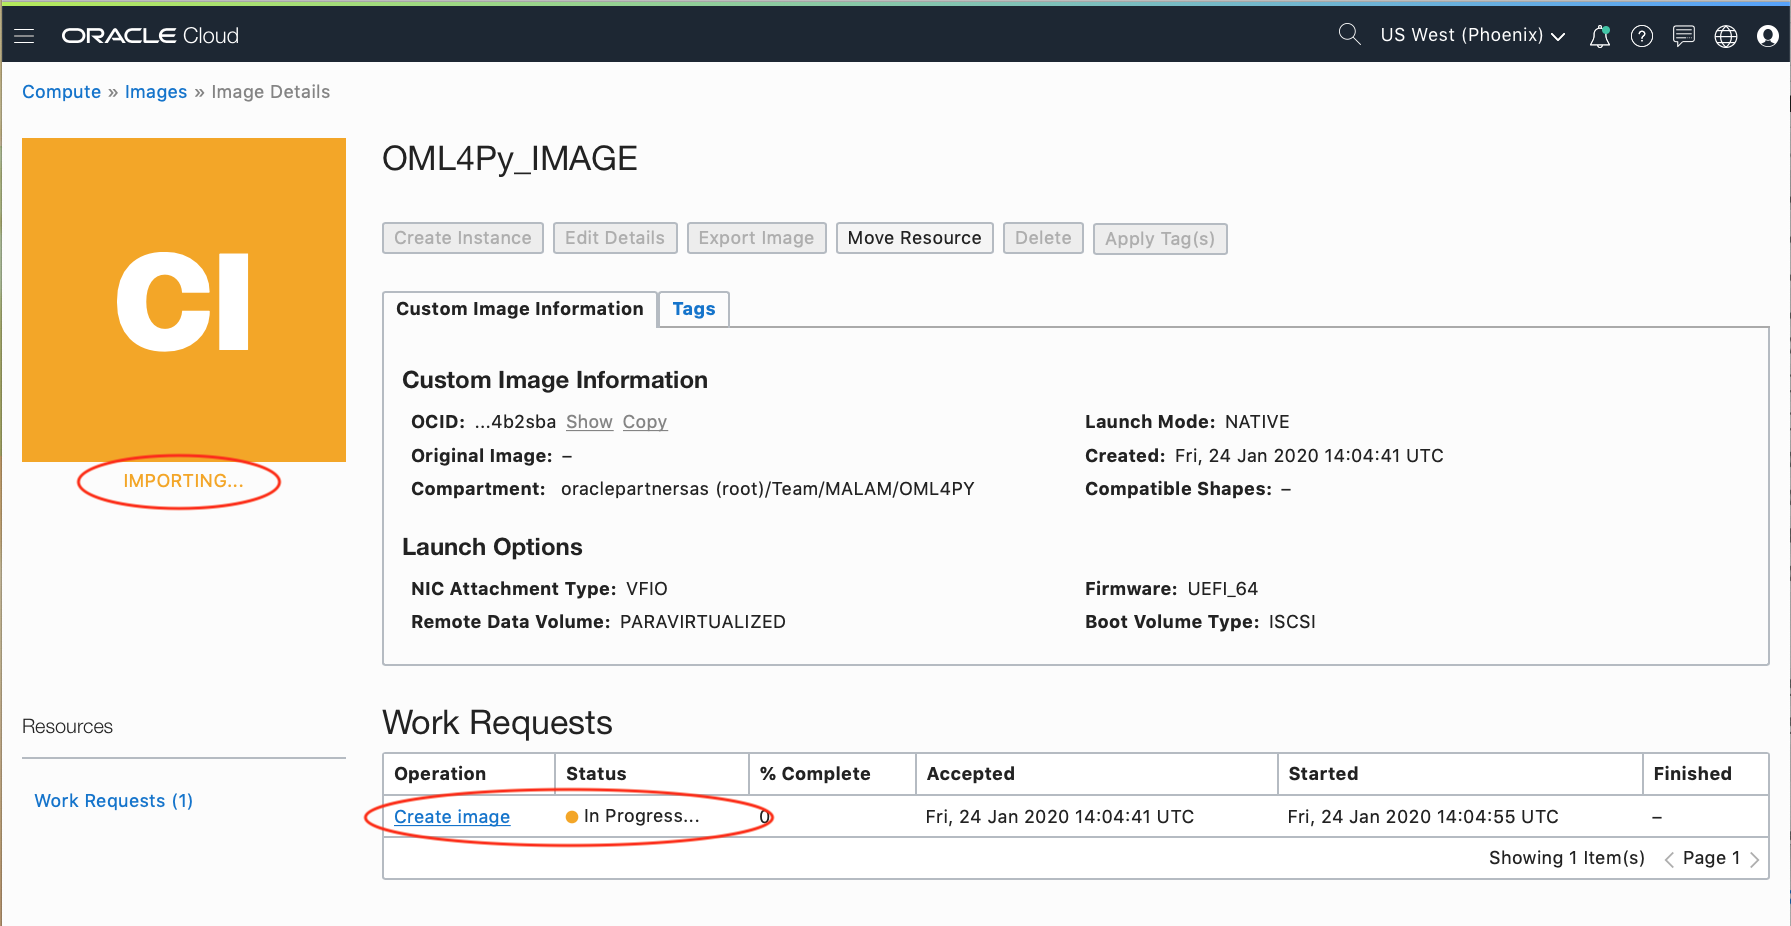 ORACLE Cloud US West (Phoenix) ?
Compute » Images » Image Details
CI
IMPORTING...
OML4Py_IMAGE
Create Instance Edit Details Export Image Move Resource Delete Apply Tag(s)
Custom Image Information Tags
Custom Image Information
OCID: ...4b2sba Show Copy Launch Mode: NATIVE
Original Image: – Created: Fri, 24 Jan 2020 14:04:41 UTC
Compartment: oraclepartnersas (root)/Team/MALAM/OML4PY Compatible Shapes: –
Launch Options
NIC Attachment Type: VFIO Firmware: UEFI_64
Remote Data Volume: PARAVIRTUALIZED Boot Volume Type: ISCSI
Resources
Work Requests (1)
Work Requests
Operation Status % Complete Accepted Started Finished
Create image In Progress... 0 Fri, 24 Jan 2020 14:04:41 UTC Fri, 24 Jan 2020 14:04:55 UTC –
Showing 1 Item(s) < Page 1 >